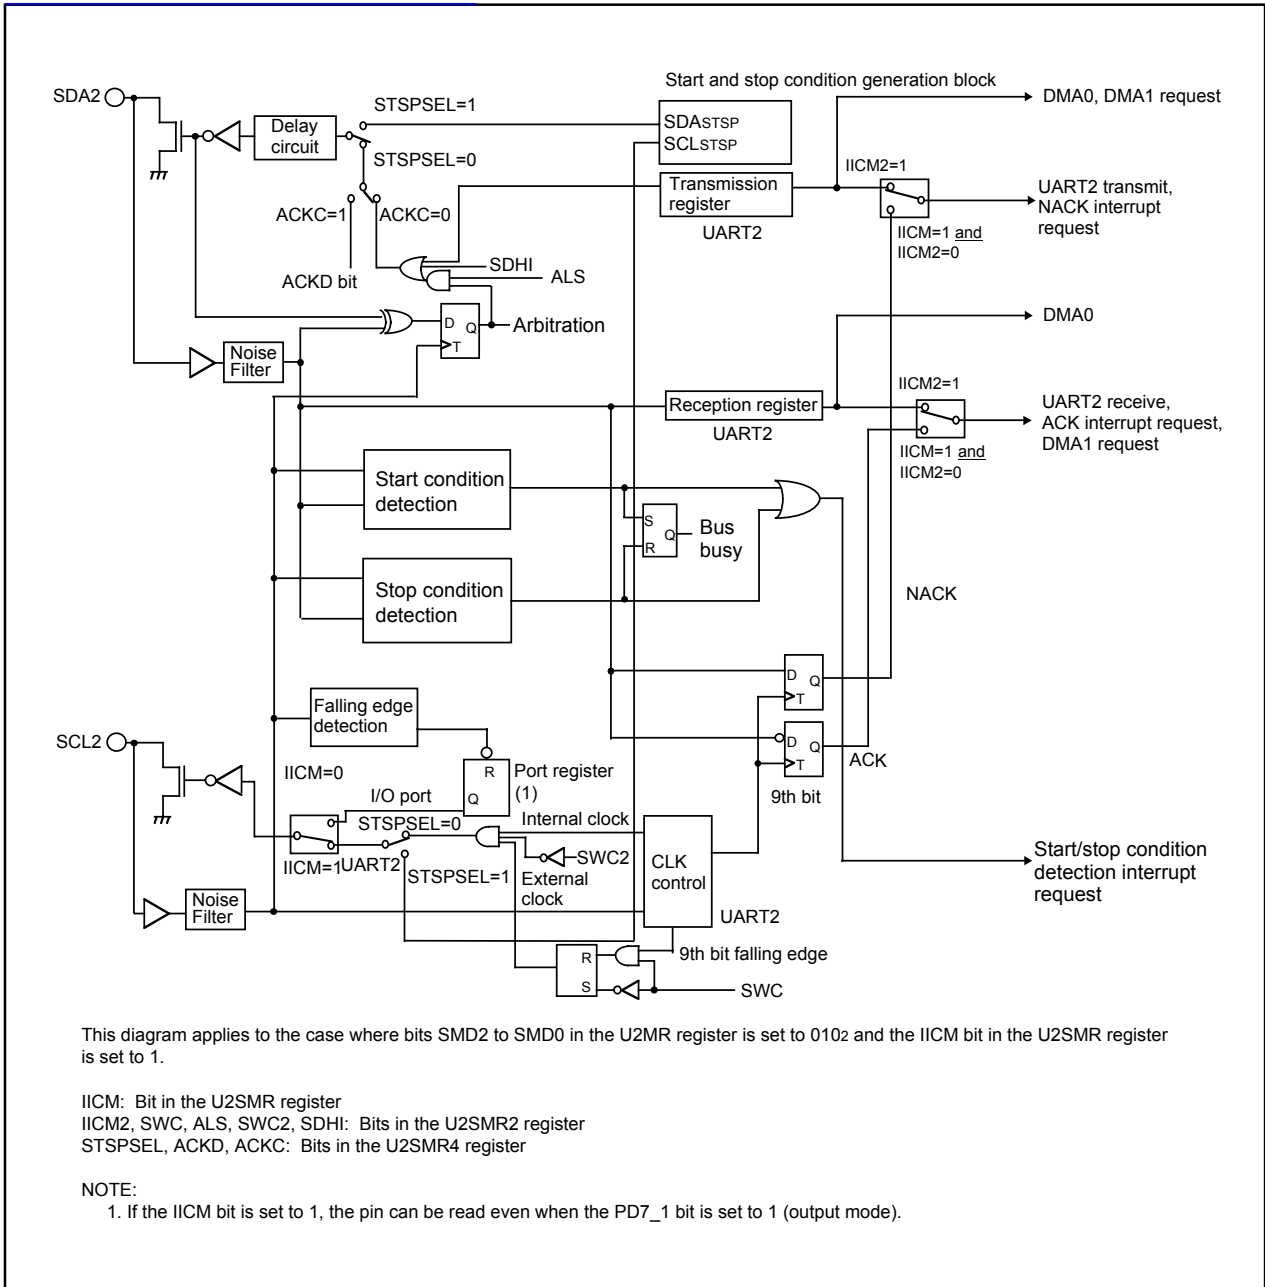 Start and stop condition generation block
SDA2
STSPSEL=1
DMA0, DMA1 request
Delay
circuit
SDASTSP
SCLSTSP
STSPSEL=0
IICM2=1
Transmission
register
UART2 transmit,
NACK interrupt
request
ACKC=1
ACKC=0
UART2
IICM=1 and
IICM2=0
SDHI
ALS
ACKD bit
DMA0
D
Q
T
Arbitration
Noise
Filter
IICM2=1
Reception register
UART2
UART2 receive,
ACK interrupt request,
DMA1 request
IICM=1 and
IICM2=0
Start condition
detection
S
Q
R
Bus
busy
Stop condition
detection
NACK
D
Q
T
Falling edge
detection
SCL2
D
Q
T
ACK
9th bit
IICM=0
R
Q
Port register
(1)
I/O port
STSPSEL=0
Internal clock
IICM=1
UART2
STSPSEL=1
SWC2
External
clock
CLK
control
UART2
Start/stop condition
detection interrupt
request
Noise
Filter
R
S
9th bit falling edge
SWC
This diagram applies to the case where bits SMD2 to SMD0 in the U2MR register is set to 0102 and the IICM bit in the U2SMR register
is set to 1.
IICM: Bit in the U2SMR register
IICM2, SWC, ALS, SWC2, SDHI: Bits in the U2SMR2 register
STSPSEL, ACKD, ACKC: Bits in the U2SMR4 register
NOTE:
1. If the IICM bit is set to 1, the pin can be read even when the PD7_1 bit is set to 1 (output mode).